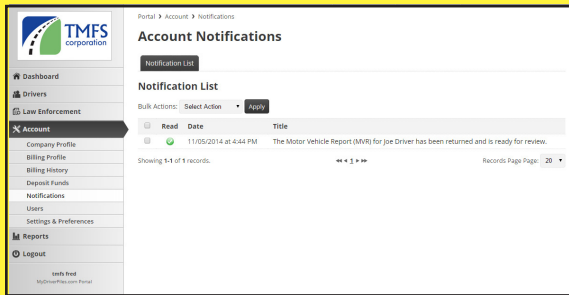 TMFS
corporation
Dashboard
Drivers
Law Enforcement
Account
Company Profile
Billing Profile
Billing History
Deposit Funds
Notifications
Users
Settings & Preferences
Reports
Logout
tmfs fred
MyDriverFiles.com Portal
Portal > Account > Notifications
Account Notifications
Notification List
Notification List
Bulk Actions: Select Action Apply
Read Date Title
11/05/2014 at 4:44 PM The Motor Vehicle Report (MVR) for Joe Driver has been returned and is ready for review.
Showing 1-1 of 1 records. 1 Records Page Page: 20